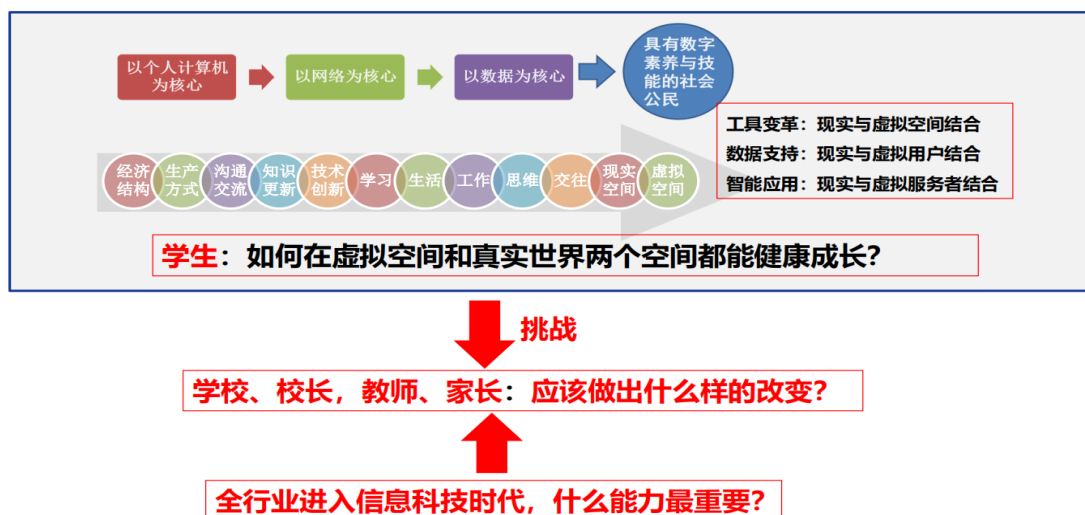 以个人计算机
为核心
以网络为核心
以数据为核心
具有数字
素养与技
能的社会
公民
工具变革：现实与虚拟空间结合
数据支持：现实与虚拟用户结合
智能应用：现实与虚拟服务者结合
经济
结构
生产
方式
沟通
交流
知识
更新
技术
创新
学习
生活
工作
思维
交往
现实
空间
虚拟
空间
学生：如何在虚拟空间和真实世界两个空间都能健康成长？
挑战
学校、校长，教师、家长：应该做出什么样的改变？
全行业进入信息科技时代，什么能力最重要？